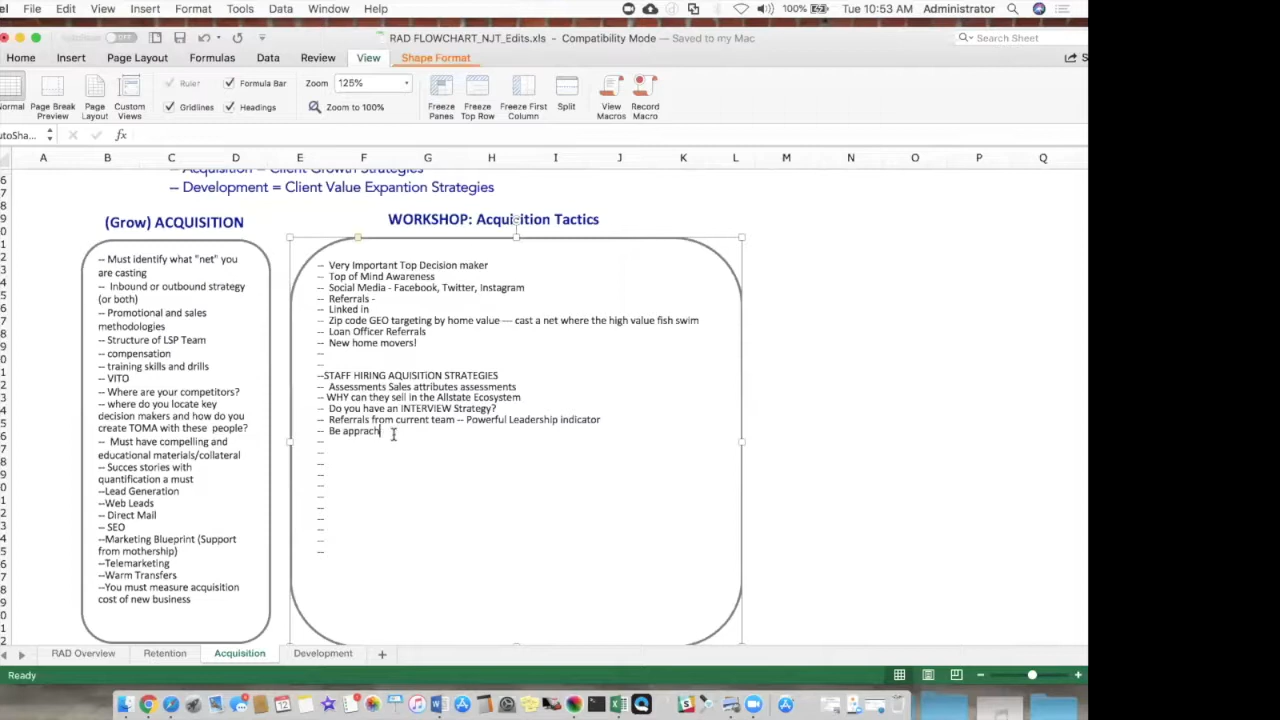 File Edit View Insert Format Tools Data Window Help 100% Tue 10:53 AM Administrator
AutoSave OFF RAD FLOWCHART_NJT_Edits.xls - Compatibility Mode — Saved to my Mac Search Sheet
Home Insert Page Layout Formulas Data Review View Shape Format
Ruler Formula Bar Zoom 125%
Normal Page Break Preview Page Layout Custom Views Gridlines Headings Zoom to 100% Freeze Panes Freeze Top Row Freeze First Column Split View Macros Record Macro
utoSha... fx
A B C D E F G H I J K L M N O P Q
-- Acquisition = Client Growth Strategies
-- Development = Client Value Expantion Strategies
(Grow) ACQUISITION
-- Must identify what "net" you
are casting
-- Inbound or outbound strategy
(or both)
-- Promotional and sales
methodologies
-- Structure of LSP Team
-- compensation
-- training skills and drills
-- VITO
-- Where are your competitors?
-- where do you locate key
decision makers and how do you
create TOMA with these people?
-- Must have compelling and
educational materials/collateral
-- Succes stories with
quantification a must
--Lead Generation
--Web Leads
-- Direct Mail
-- SEO
--Marketing Blueprint (Support
from mothership)
--Telemarketing
--Warm Transfers
--You must measure acquisition
cost of new business
WORKSHOP: Acquisition Tactics
-- Very Important Top Decision maker
-- Top of Mind Awareness
-- Social Media - Facebook, Twitter, Instagram
-- Referrals -
-- Linked in
-- Zip code GEO targeting by home value --- cast a net where the high value fish swim
-- Loan Officer Referrals
-- New home movers!
--
--
--STAFF HIRING AQUISITiON STRATEGIES
-- Assessments Sales attributes assessments
-- WHY can they sell in the Allstate Ecosystem
-- Do you have an INTERVIEW Strategy?
-- Referrals from current team -- Powerful Leadership indicator
-- Be apprach
--
--
--
--
--
--
--
--
--
--
--
RAD Overview Retention Acquisition Development +
Ready